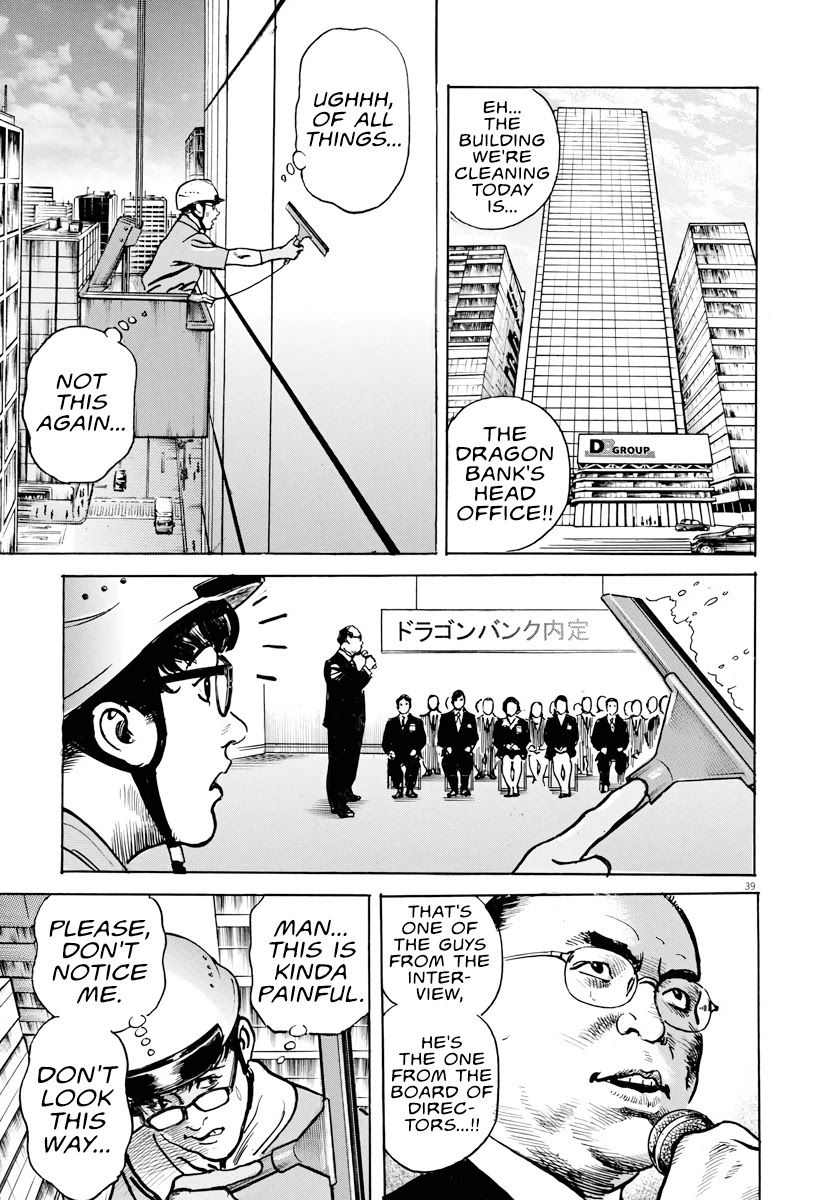 EH...
THE
BUILDING
WE'RE
CLEANING
TODAY
IS...
THE
DRAGON
BANK'S
HEAD
OFFICE!!
DB GROUP
UGHHH,
OF ALL
THINGS...
NOT
THIS
AGAIN...
ドラゴンバンク内定
39
THAT'S
ONE OF
THE GUYS
FROM THE
INTER-
VIEW,
HE'S
THE ONE
FROM THE
BOARD OF
DIREC-
TORS...!!
MAN...
THIS IS
KINDA
PAINFUL.
PLEASE,
DON'T
NOTICE
ME.
DON'T
LOOK
THIS
WAY...